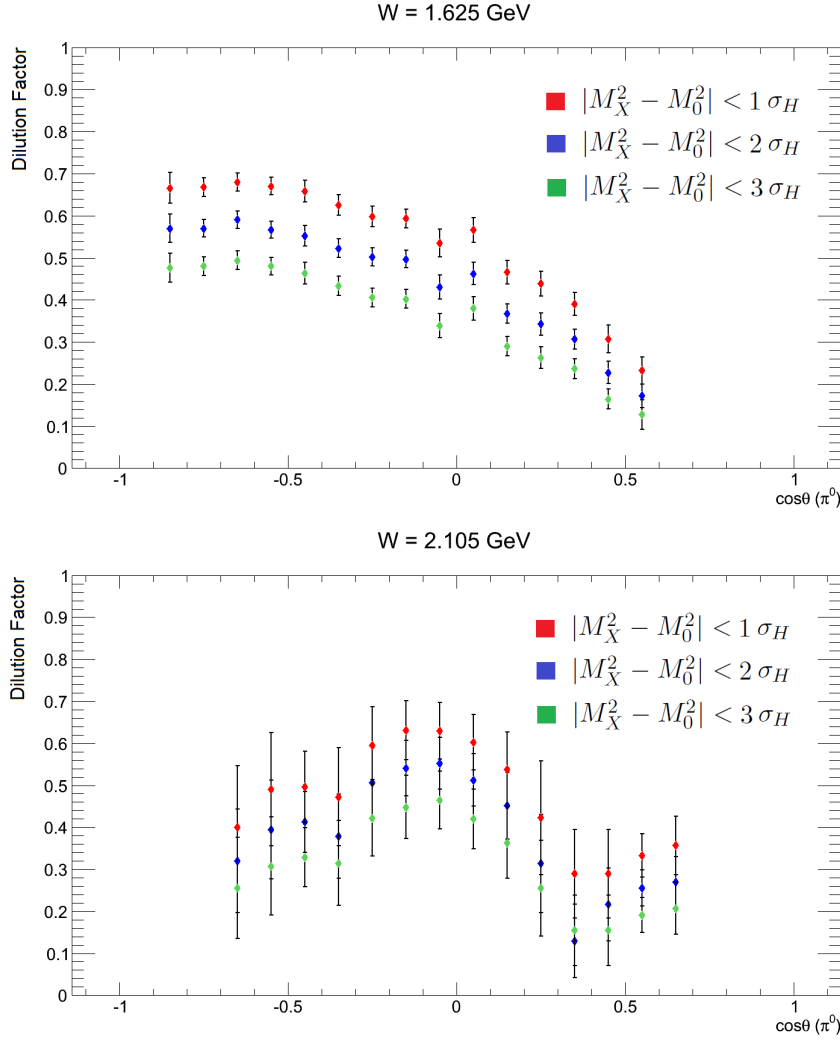 W = 1.625 GeV
Dilution Factor
1
0.9
0.8
0.7
0.6
0.5
0.4
0.3
0.2
0.1
0
|M_X^2 − M_0^2| < 1 σ_H
|M_X^2 − M_0^2| < 2 σ_H
|M_X^2 − M_0^2| < 3 σ_H
-1 -0.5 0 0.5 1
cosθ (π⁰)
W = 2.105 GeV
Dilution Factor
1
0.9
0.8
0.7
0.6
0.5
0.4
0.3
0.2
0.1
0
|M_X^2 − M_0^2| < 1 σ_H
|M_X^2 − M_0^2| < 2 σ_H
|M_X^2 − M_0^2| < 3 σ_H
-1 -0.5 0 0.5 1
cosθ (π⁰)